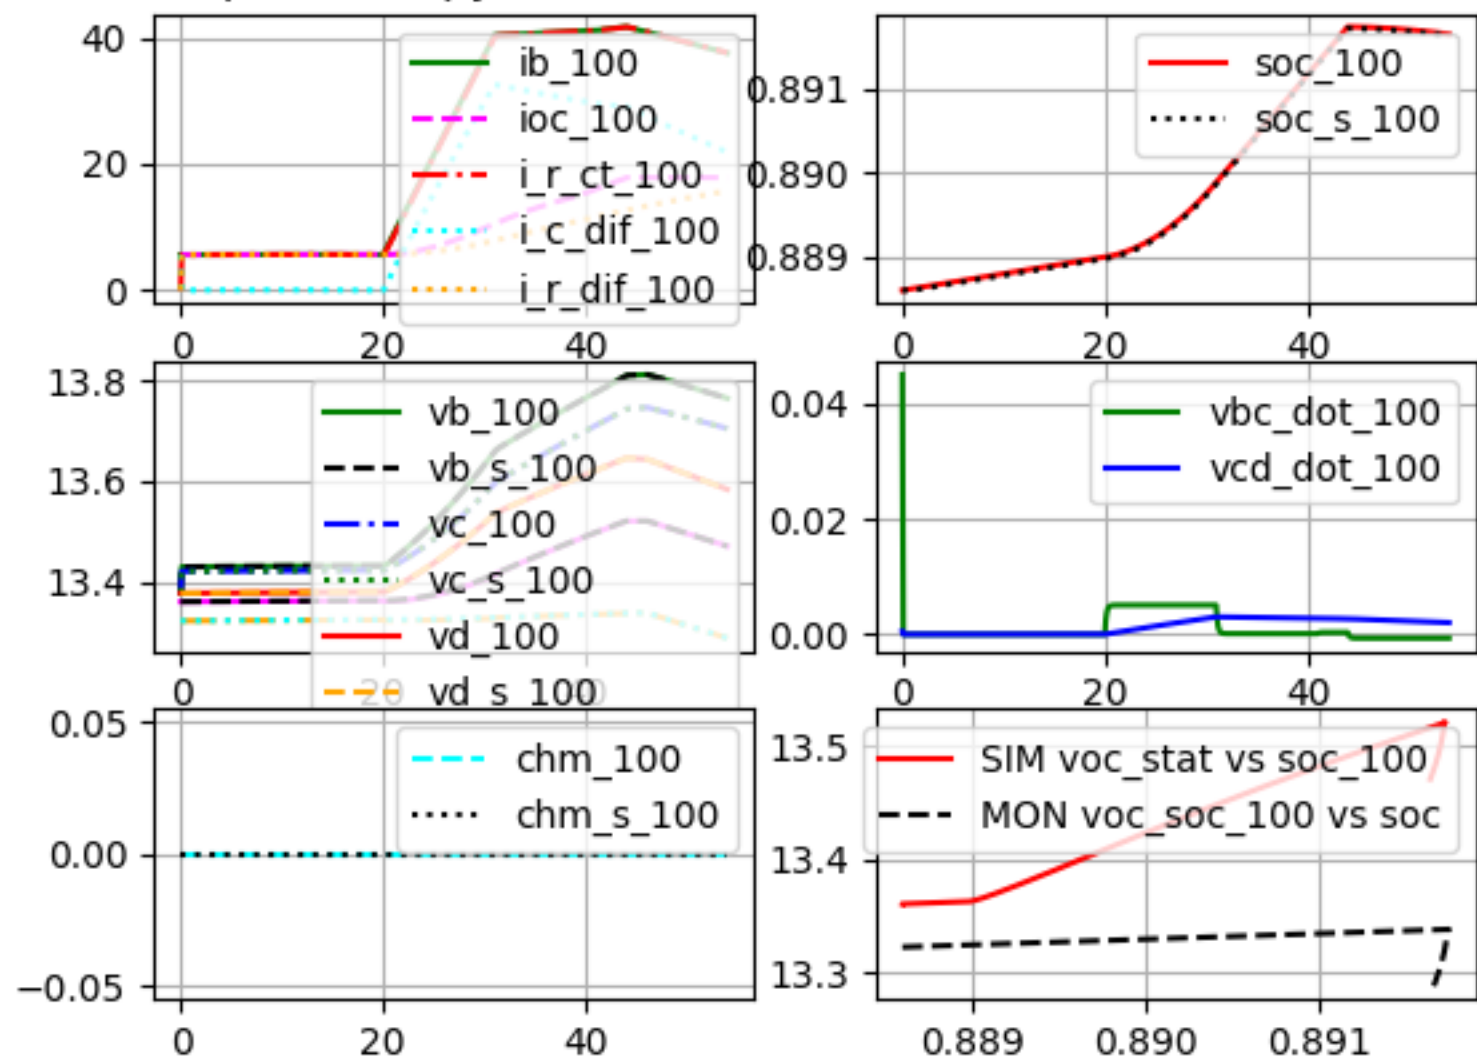 40
20
0
ib_100
ioc_100
i_r_ct_100
i_c_dif_100
i_r_dif_100
0 20 40
0.891
0.890
0.889
soc_100
soc_s_100
0 20 40
13.8
13.6
13.4
vb_100
vb_s_100
vc_100
vc_s_100
vd_100
vd_s_100
0 20
0.04
0.02
0.00
vbc_dot_100
vcd_dot_100
0 20 40
0.05
0.00
−0.05
chm_100
chm_s_100
0 20 40
13.5
13.4
13.3
SIM voc_stat vs soc_100
MON voc_soc_100 vs soc
0.889 0.890 0.891